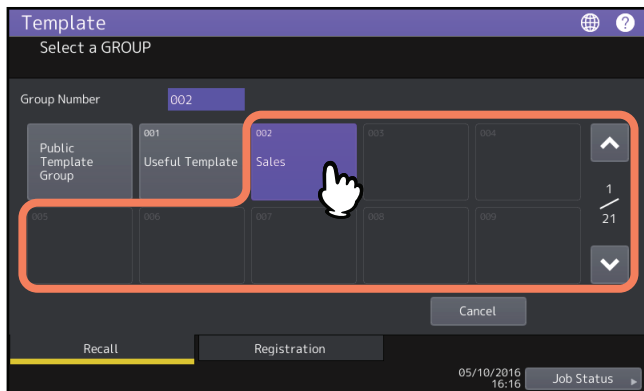 Template
?
Select a GROUP
Group Number 002
Public
Template
Group
001
Useful Template
002
Sales
003
004
1
21
005
006
007
008
009
Cancel
Recall
Registration
05/10/2016
16:16
Job Status